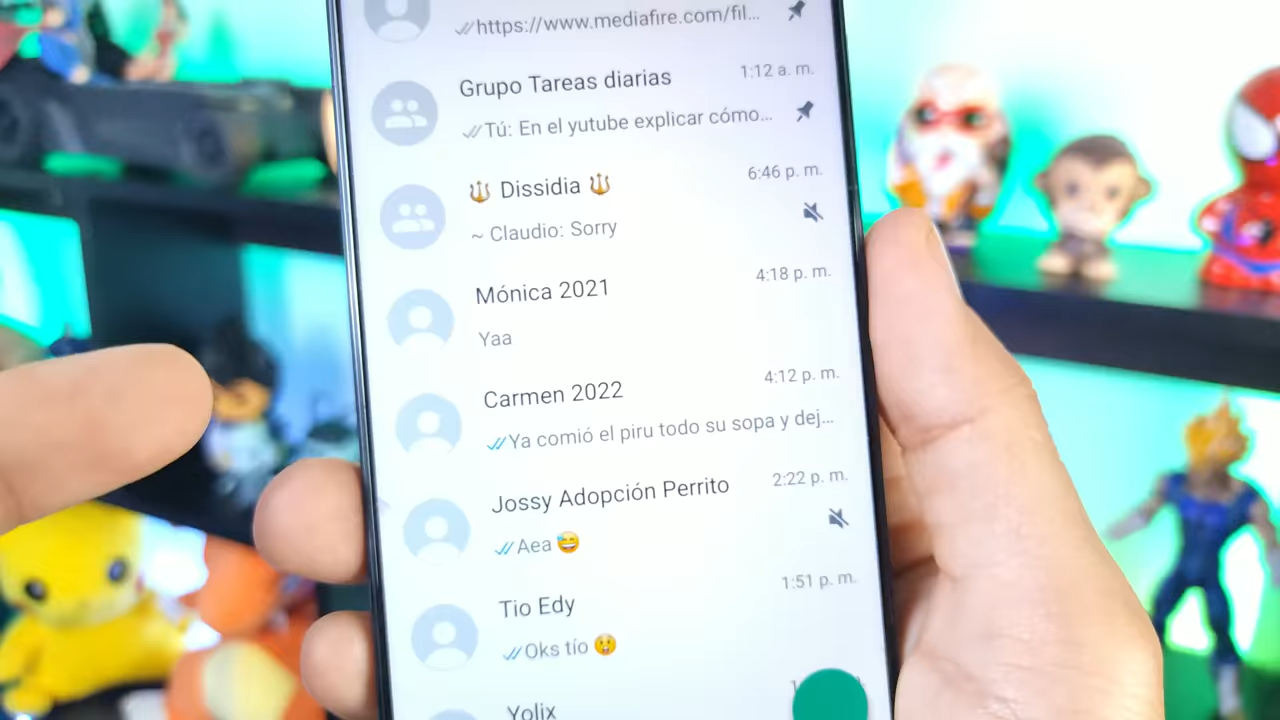 https://www.mediafire.com/fil...
Grupo Tareas diarias 1:12 a. m.
Tú: En el yutube explicar cómo...
🔱 Dissidia 🔱 6:46 p. m.
~ Claudio: Sorry
Mónica 2021 4:18 p. m.
Yaa
Carmen 2022 4:12 p. m.
Ya comió el piru todo su sopa y dej...
Jossy Adopción Perrito 2:22 p. m.
Aea 😅
Tio Edy 1:51 p. m.
Oks tío 😲
Yolix